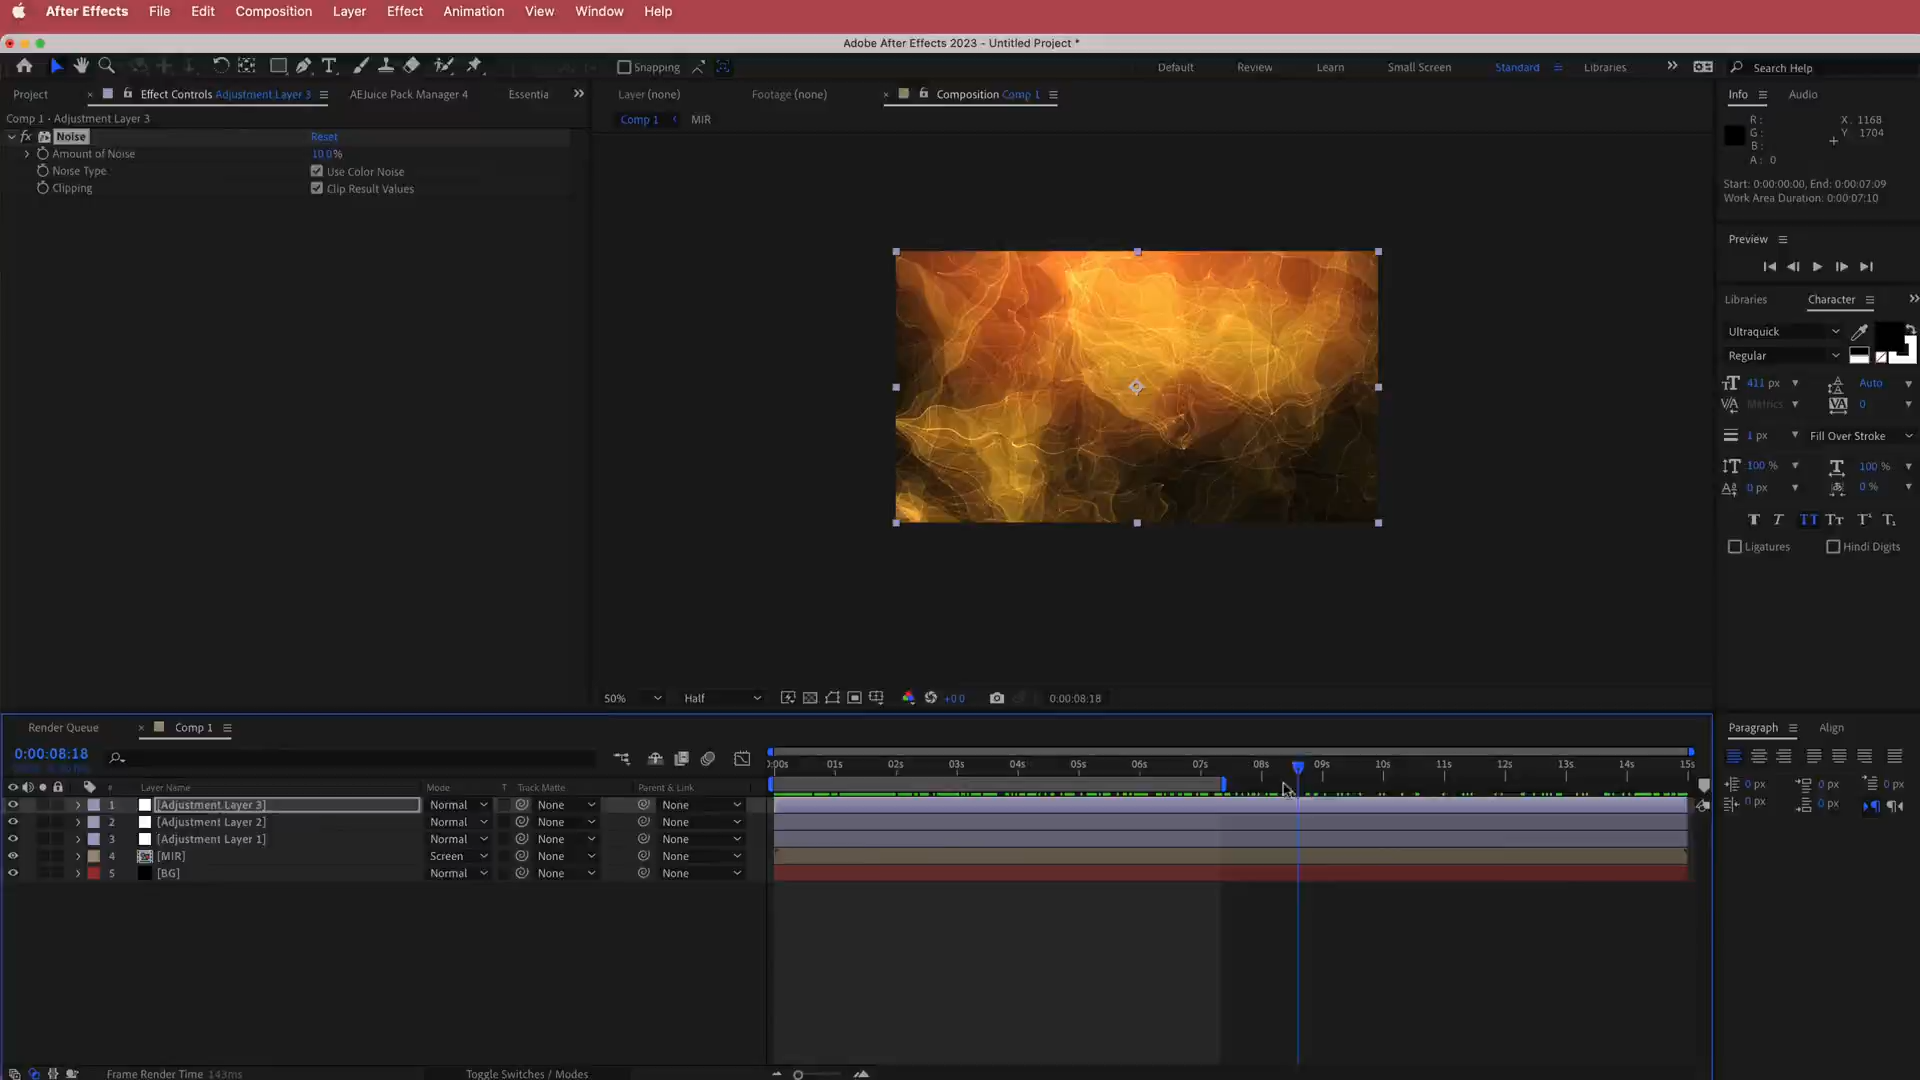 After Effects File Edit Composition Layer Effect Animation View Window Help
Adobe After Effects 2023 - Untitled Project *
Snapping Default Review Learn Small Screen Standard Libraries Search Help
Project Effect Controls Adjustment Layer 3 AEJuice Pack Manager 4 Essentia Layer (none) Footage (none) Composition Comp 1 Info Audio
Comp 1 • Adjustment Layer 3
Comp 1 MIR
fx Noise Reset
Amount of Noise 10.0%
Noise Type Use Color Noise
Clipping Clip Result Values
R: X: 1168
G: Y: 1704
B:
A: 0
Start: 0:00:00:00, End: 0:00:07:09
Work Area Duration: 0:00:07:10
Preview
Libraries Character
Ultraquick
Regular
411 px Auto
Metrics 0
1 px Fill Over Stroke
100 % 100 %
0 px 0 %
T T TT Tt
Ligatures Hindi Digits
50% Half +0.0 0:00:08:18
Render Queue Comp 1
0:00:08:18
0:00s 01s 02s 03s 04s 05s 06s 07s 08s 09s 10s 11s 12s 13s 14s 15s
# Layer Name Mode T Track Matte Parent & Link
1 [Adjustment Layer 3] Normal None None
2 [Adjustment Layer 2] Normal None None
3 [Adjustment Layer 1] Normal None None
4 [MIR] Screen None None
5 [BG] Normal None None
Paragraph Align
0 px 0 px 0 px
0 px 0 px
Frame Render Time 143ms Toggle Switches / Modes